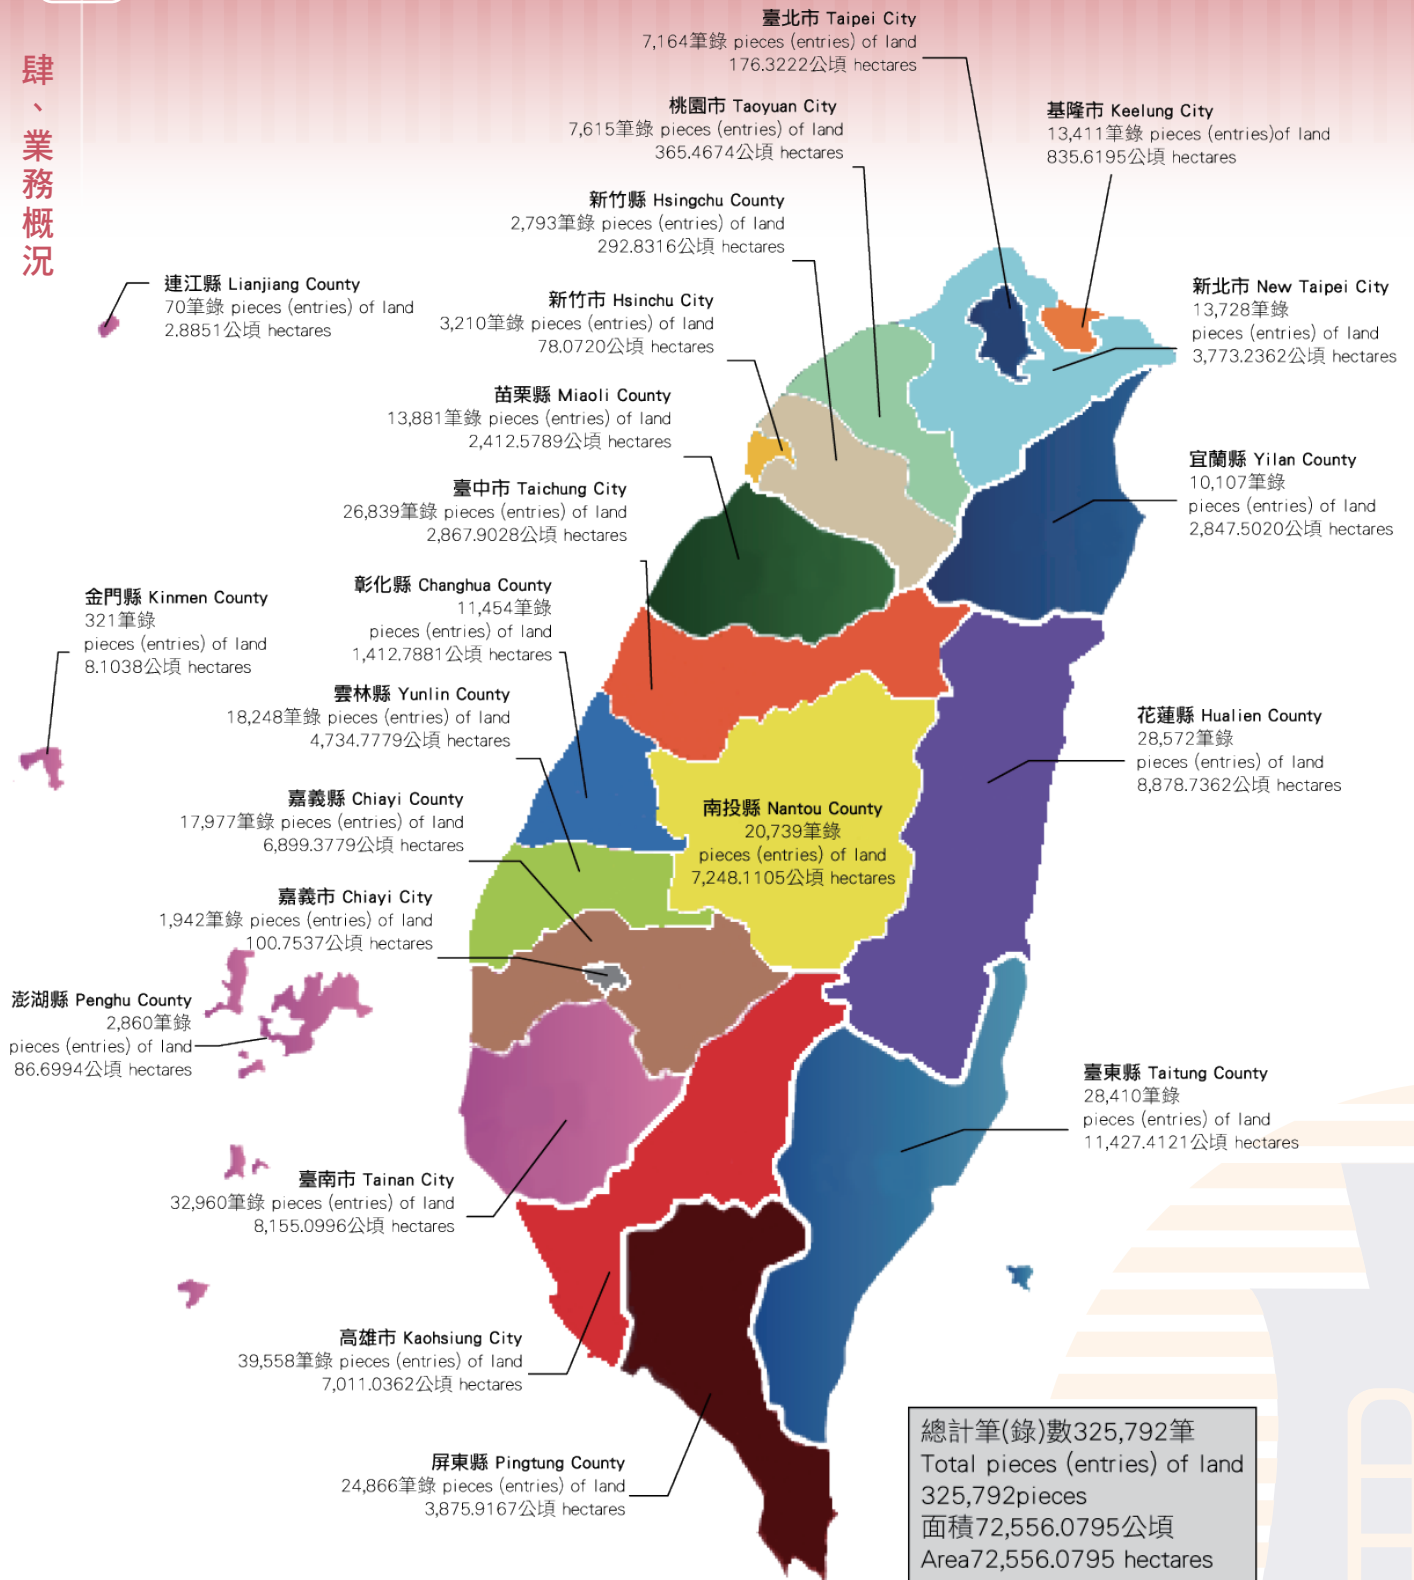 肆、業務概況
臺北市 Taipei City
7,164筆錄 pieces (entries) of land
176.3222公頃 hectares
桃園市 Taoyuan City
7,615筆錄 pieces (entries) of land
365.4674公頃 hectares
基隆市 Keelung City
13,411筆錄 pieces (entries)of land
835.6195公頃 hectares
新竹縣 Hsingchu County
2,793筆錄 pieces (entries) of land
292.8316公頃 hectares
連江縣 Lianjiang County
70筆錄 pieces (entries) of land
2.8851公頃 hectares
新竹市 Hsinchu City
3,210筆錄 pieces (entries) of land
78.0720公頃 hectares
新北市 New Taipei City
13,728筆錄
pieces (entries) of land
3,773.2362公頃 hectares
苗栗縣 Miaoli County
13,881筆錄 pieces (entries) of land
2,412.5789公頃 hectares
宜蘭縣 Yilan County
10,107筆錄
pieces (entries) of land
2,847.5020公頃 hectares
臺中市 Taichung City
26,839筆錄 pieces (entries) of land
2,867.9028公頃 hectares
彰化縣 Changhua County
11,454筆錄
pieces (entries) of land
1,412.7881公頃 hectares
金門縣 Kinmen County
321筆錄
pieces (entries) of land
8.1038公頃 hectares
雲林縣 Yunlin County
18,248筆錄 pieces (entries) of land
4,734.7779公頃 hectares
花蓮縣 Hualien County
28,572筆錄
pieces (entries) of land
8,878.7362公頃 hectares
嘉義縣 Chiayi County
17,977筆錄 pieces (entries) of land
6,899.3779公頃 hectares
南投縣 Nantou County
20,739筆錄
pieces (entries) of land
7,248.1105公頃 hectares
嘉義市 Chiayi City
1,942筆錄 pieces (entries) of land
100.7537公頃 hectares
澎湖縣 Penghu County
2,860筆錄
pieces (entries) of land
86.6994公頃 hectares
臺東縣 Taitung County
28,410筆錄
pieces (entries) of land
11,427.4121公頃 hectares
臺南市 Tainan City
32,960筆錄 pieces (entries) of land
8,155.0996公頃 hectares
高雄市 Kaohsiung City
39,558筆錄 pieces (entries) of land
7,011.0362公頃 hectares
屏東縣 Pingtung County
24,866筆錄 pieces (entries) of land
3,875.9167公頃 hectares
總計筆(錄)數325,792筆
Total pieces (entries) of land
325,792pieces
面積72,556.0795公頃
Area72,556.0795 hectares